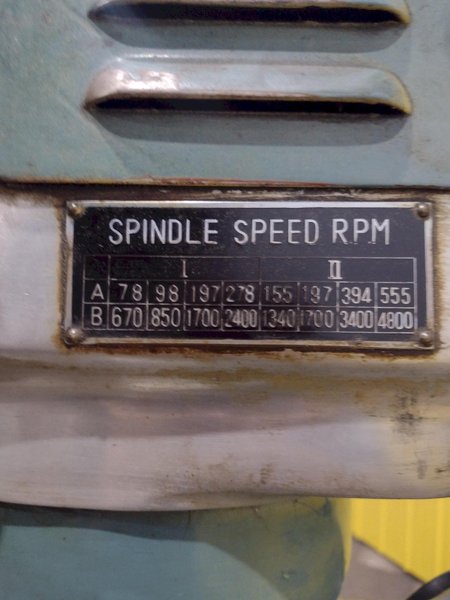 SPINDLE SPEED R.P.M
I II
A 78 98 197 278 155 197 394 555
B 670 850 1700 2400 1340 1700 3400 4800